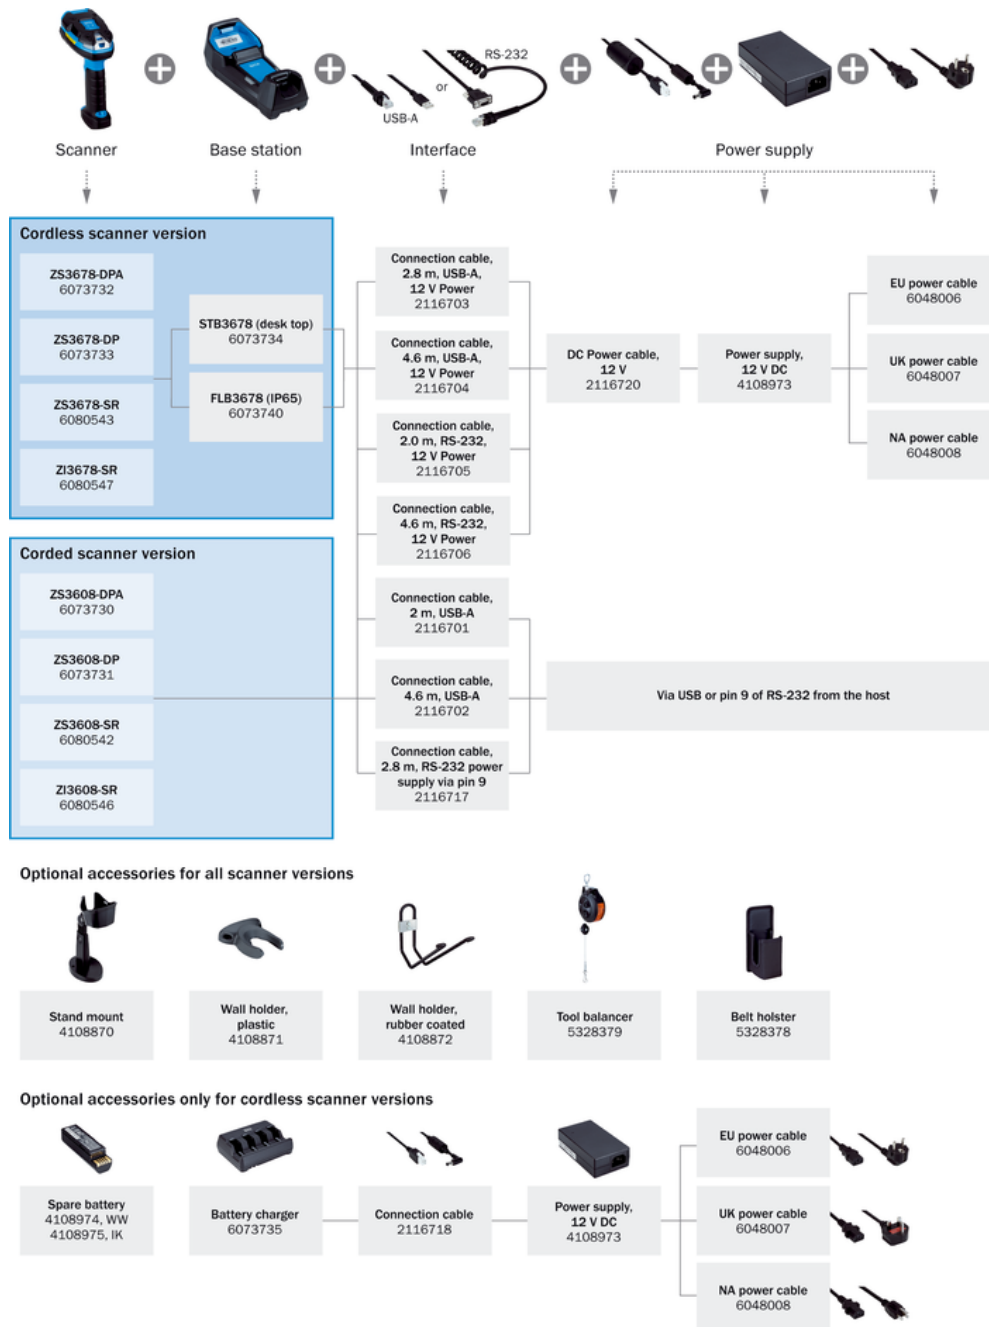 RS-232
or
USB-A
Scanner
Base station
Interface
Power supply
Cordless scanner version
ZS3678-DPA
6073732
ZS3678-DP
6073733
ZS3678-SR
6080543
ZI3678-SR
6080547
STB3678 (desk top)
6073734
FLB3678 (IP65)
6073740
Connection cable,
2.8 m, USB-A,
12 V Power
2116703
Connection cable,
4.6 m, USB-A,
12 V Power
2116704
Connection cable,
2.0 m, RS-232,
12 V Power
2116705
Connection cable,
4.6 m, RS-232,
12 V Power
2116706
DC Power cable,
12 V
2116720
Power supply,
12 V DC
4108973
EU power cable
6048006
UK power cable
6048007
NA power cable
6048008
Corded scanner version
ZS3608-DPA
6073730
ZS3608-DP
6073731
ZS3608-SR
6080542
ZI3608-SR
6080546
Connection cable,
2 m, USB-A
2116701
Connection cable,
4.6 m, USB-A
2116702
Connection cable,
2.8 m, RS-232 power
supply via pin 9
2116717
Via USB or pin 9 of RS-232 from the host
Optional accessories for all scanner versions
Stand mount
4108870
Wall holder,
plastic
4108871
Wall holder,
rubber coated
4108872
Tool balancer
5328379
Belt holster
5328378
Optional accessories only for cordless scanner versions
Spare battery
4108974, WW
4108975, IK
Battery charger
6073735
Connection cable
2116718
Power supply,
12 V DC
4108973
EU power cable
6048006
UK power cable
6048007
NA power cable
6048008